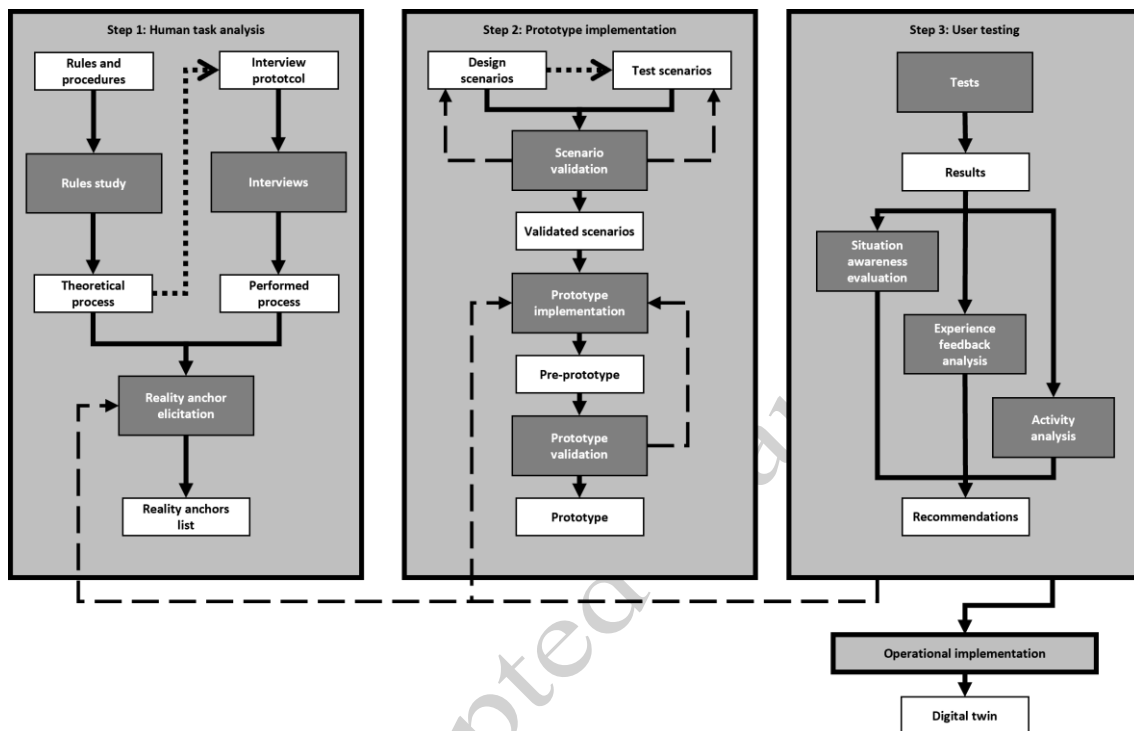 Step 1: Human task analysis
Rules and
procedures
Interview
prototcol
Rules study
Interviews
Theoretical
process
Performed
process
Reality anchor
elicitation
Reality anchors
list
Step 2: Prototype implementation
Design
scenarios
Test scenarios
Scenario
validation
Validated scenarios
Prototype
implementation
Pre-prototype
Prototype
validation
Prototype
Step 3: User testing
Tests
Results
Situation
awareness
evaluation
Experience
feedback
analysis
Activity
analysis
Recommendations
Operational implementation
Digital twin